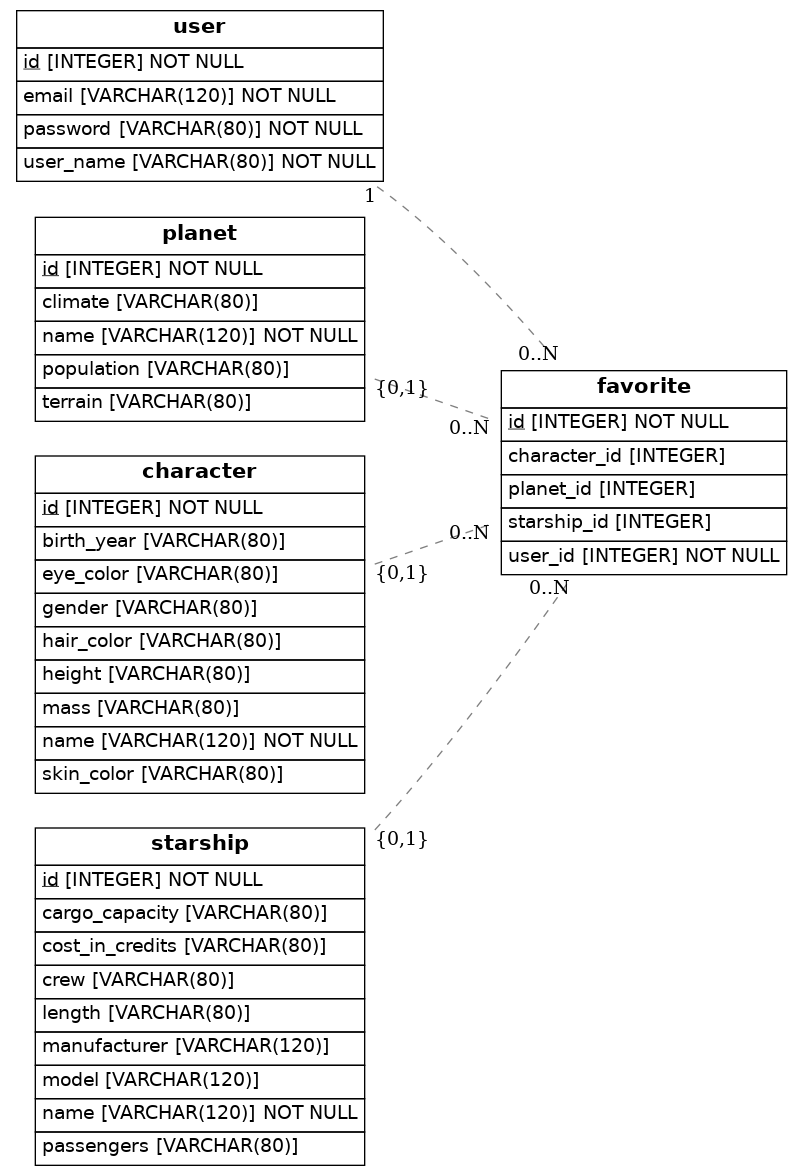 user
id [INTEGER] NOT NULL
email [VARCHAR(120)] NOT NULL
password [VARCHAR(80)] NOT NULL
user_name [VARCHAR(80)] NOT NULL
1
planet
id [INTEGER] NOT NULL
climate [VARCHAR(80)]
name [VARCHAR(120)] NOT NULL
population [VARCHAR(80)]
terrain [VARCHAR(80)]
{0,1}
0..N
0..N
favorite
id [INTEGER] NOT NULL
character_id [INTEGER]
planet_id [INTEGER]
starship_id [INTEGER]
user_id [INTEGER] NOT NULL
0..N
0..N
character
id [INTEGER] NOT NULL
birth_year [VARCHAR(80)]
eye_color [VARCHAR(80)]
gender [VARCHAR(80)]
hair_color [VARCHAR(80)]
height [VARCHAR(80)]
mass [VARCHAR(80)]
name [VARCHAR(120)] NOT NULL
skin_color [VARCHAR(80)]
{0,1}
starship
id [INTEGER] NOT NULL
cargo_capacity [VARCHAR(80)]
cost_in_credits [VARCHAR(80)]
crew [VARCHAR(80)]
length [VARCHAR(80)]
manufacturer [VARCHAR(120)]
model [VARCHAR(120)]
name [VARCHAR(120)] NOT NULL
passengers [VARCHAR(80)]
{0,1}